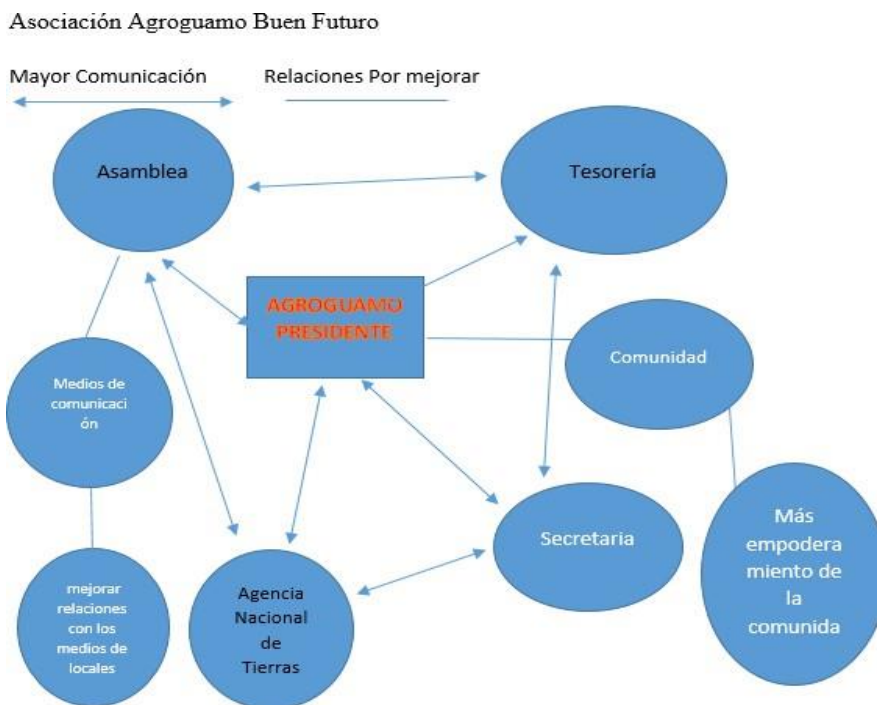 Asociación Agroguamo Buen Futuro
Mayor Comunicación
Relaciones Por mejorar
Asamblea
Tesorería
AGROGUAMO
PRESIDENTE
Comunidad
Medios de
comunicaci
ón
Secretaria
Más
empodera
miento de
la
comunida
mejorar
relaciones
con los
medios de
locales
Agencia
Nacional
de
Tierras